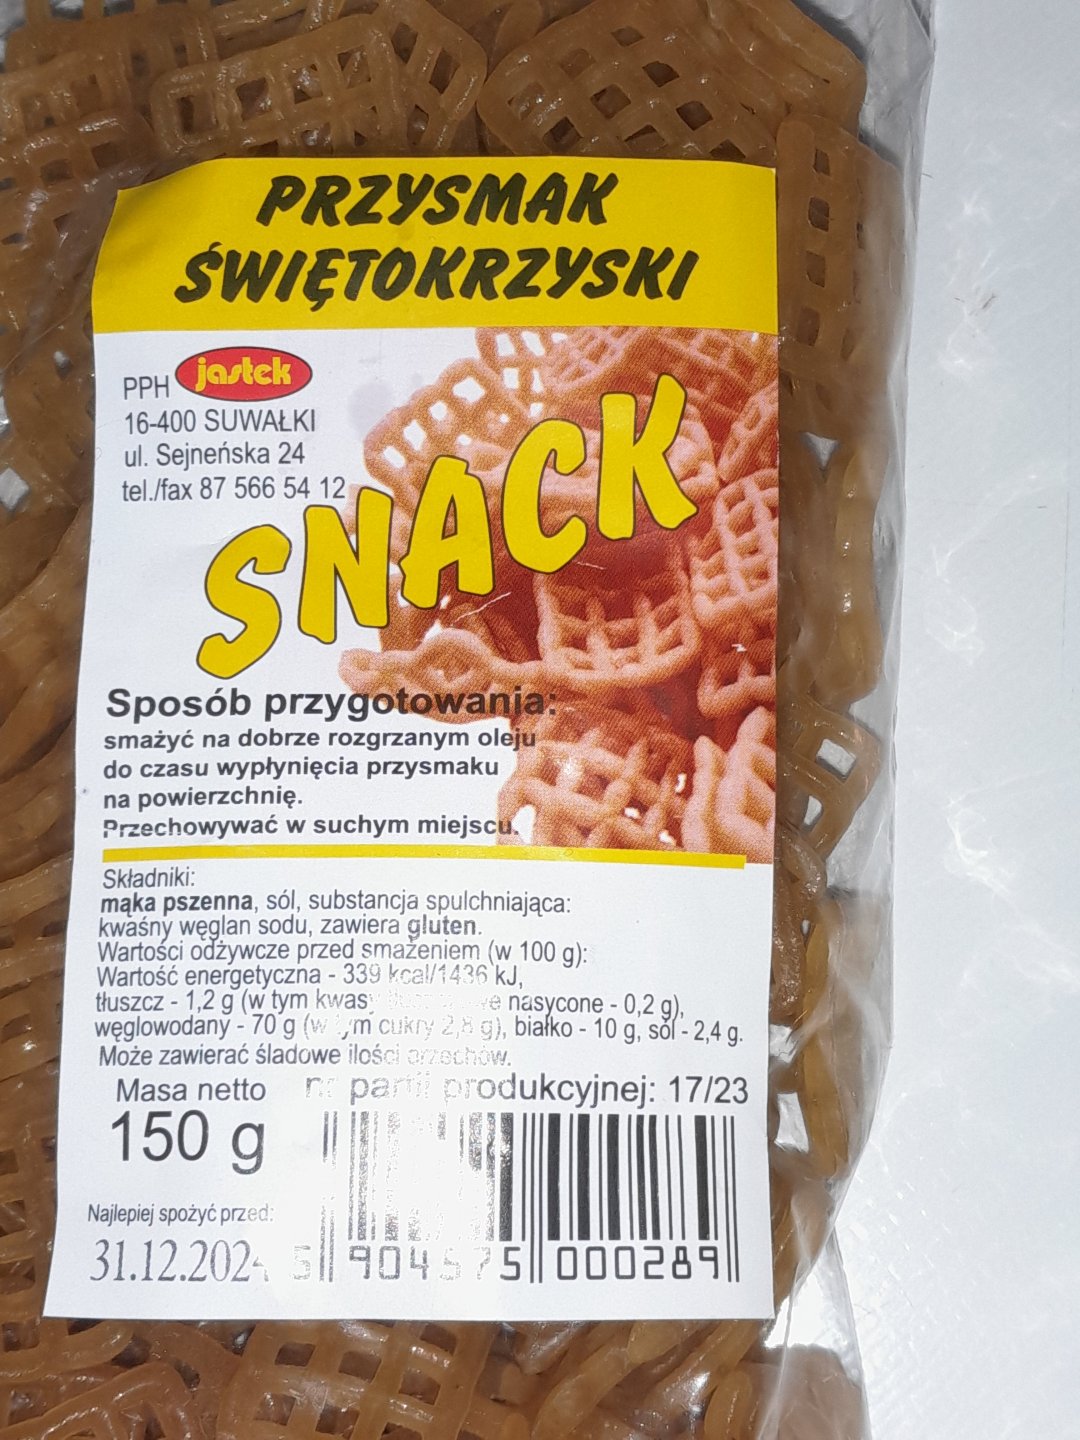 PRZYSMAK
ŚWIĘTOKRZYSKI
PPH jastek
16-400 SUWAŁKI
ul. Sejneńska 24
tel./fax 87 566 54 12
SNACK
Sposób przygotowania:
smażyć na dobrze rozgrzanym oleju
do czasu wypłynięcia przysmaku
na powierzchnię.
Przechowywać w suchym miejscu.
Składniki:
mąka pszenna, sól, substancja spulchniająca:
kwaśny węglan sodu, zawiera gluten.
Wartości odżywcze przed smażeniem (w 100 g):
Wartość energetyczna - 339 kcal/1436 kJ,
tłuszcz - 1,2 g (w tym kwasy nasycone - 0,2 g),
węglowodany - 70 g (w tym cukry 2,8 g), białko - 10 g, sól - 2,4 g.
Może zawierać śladowe ilości orzechów.
Masa netto nr partii produkcyjnej: 17/23
150 g
Najlepiej spożyć przed:
31.12.2024
5 904575 000289